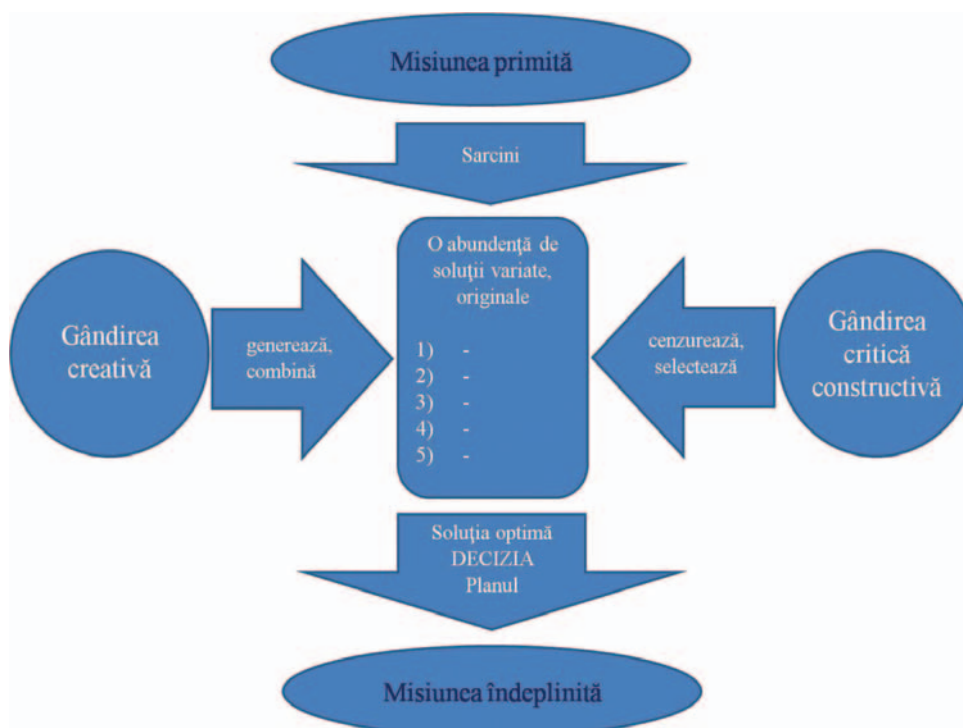 Misiunea primită
Sarcini
O abundenţă de
soluţii variate,
originale
1) -
2) -
3) -
4) -
5) -
Gândirea
creativă
generează,
combină
cenzurează,
selectează
Gândirea
critică
constructivă
Soluţia optimă
DECIZIA
Planul
Misiunea îndeplinită